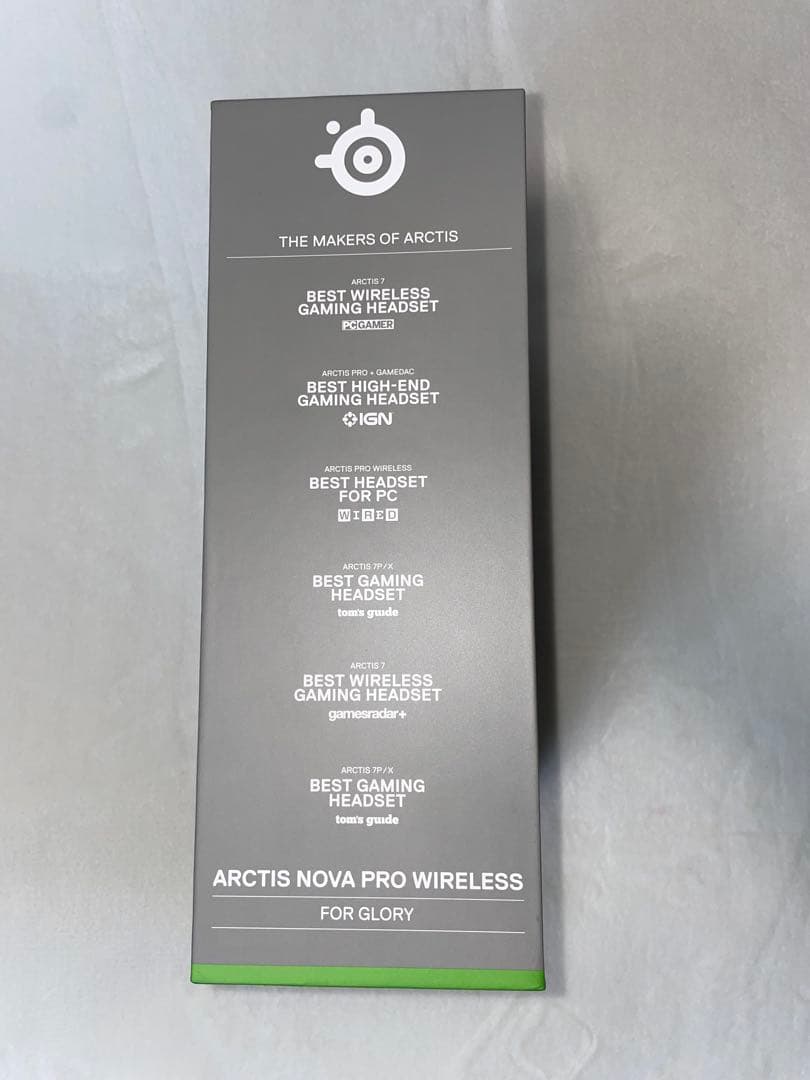 THE MAKERS OF ARCTIS
ARCTIS 7
BEST WIRELESS
GAMING HEADSET
PC GAMER
ARCTIS PRO + GAMEDAC
BEST HIGH-END
GAMING HEADSET
IGN
ARCTIS PRO WIRELESS
BEST HEADSET
FOR PC
WIRED
ARCTIS 7P/X
BEST GAMING
HEADSET
tom's guide
ARCTIS 7
BEST WIRELESS
GAMING HEADSET
gamesradar+
ARCTIS 7P/X
BEST GAMING
HEADSET
tom's guide
ARCTIS NOVA PRO WIRELESS
FOR GLORY